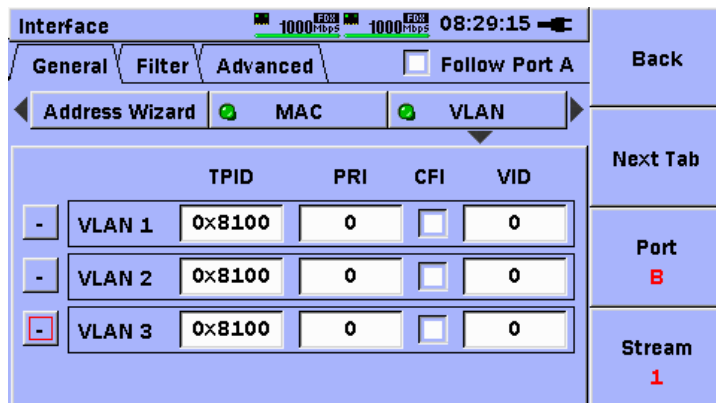 Interface 1000 FDX Mbps 1000 FDX Mbps 08:29:15
General Filter Advanced Follow Port A
Address Wizard MAC VLAN
TPID PRI CFI VID
- VLAN 1 0x8100 0 0
- VLAN 2 0x8100 0 0
- VLAN 3 0x8100 0 0
Back
Next Tab
Port
B
Stream
1